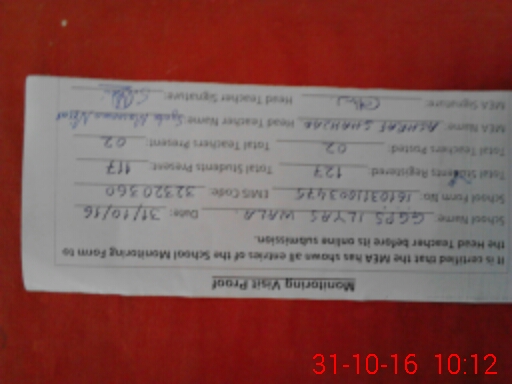 Monitoring Visit Proof
It is certified that the MEA has shown all entries of the School Monitoring Form to
the Head Teacher before its online submission.
School Name: GGPS ILYAS WALA Date: 31/10/16
School Form No: EMIS Code: 32320360
Total Students Registered: 127 Total Students Present: 117
Total Teachers Posted: 02 Total Teachers Present: 02
MEA Name: Head Teacher Name: Syeda
MEA Signature: Head Teacher Signature:
31-10-16 10:12